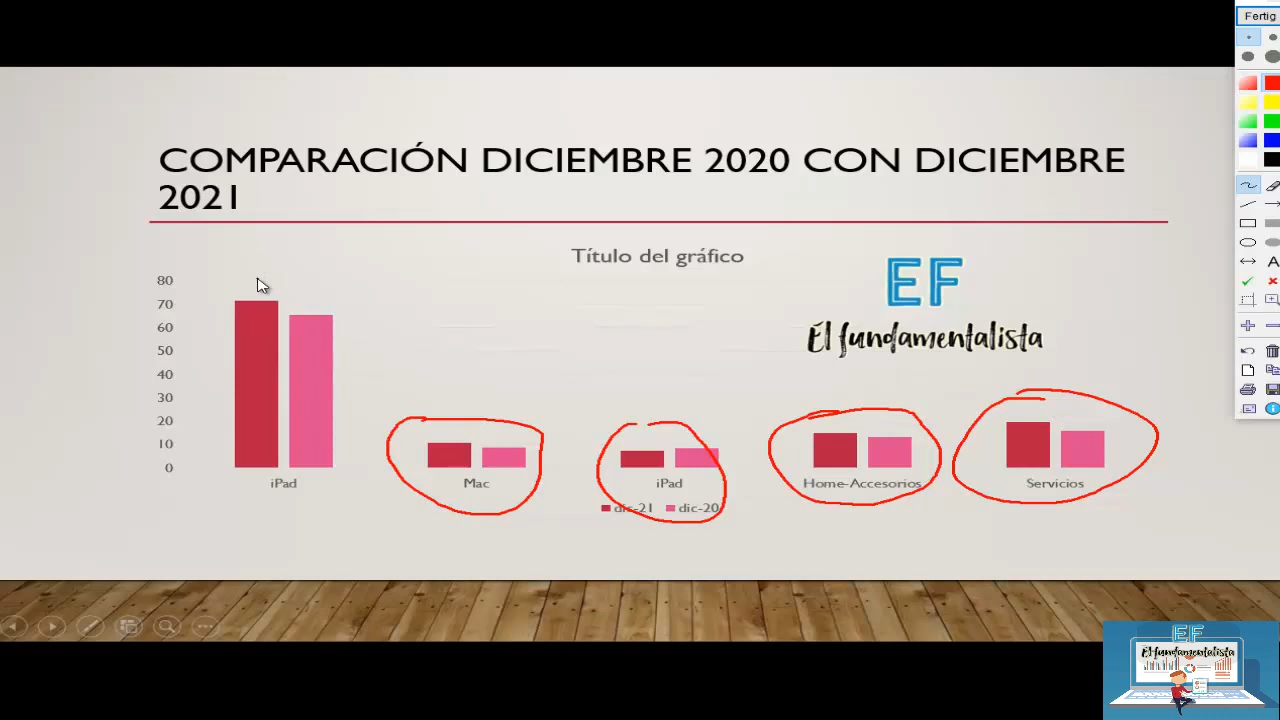 Fertig
COMPARACIÓN DICIEMBRE 2020 CON DICIEMBRE
2021
Título del gráfico
EF
El fundamentalista
80
70
60
50
40
30
20
10
0
iPad
Mac
iPad
Home-Accesorios
Servicios
dic-21
dic-20
A
EF
El fundamentalista